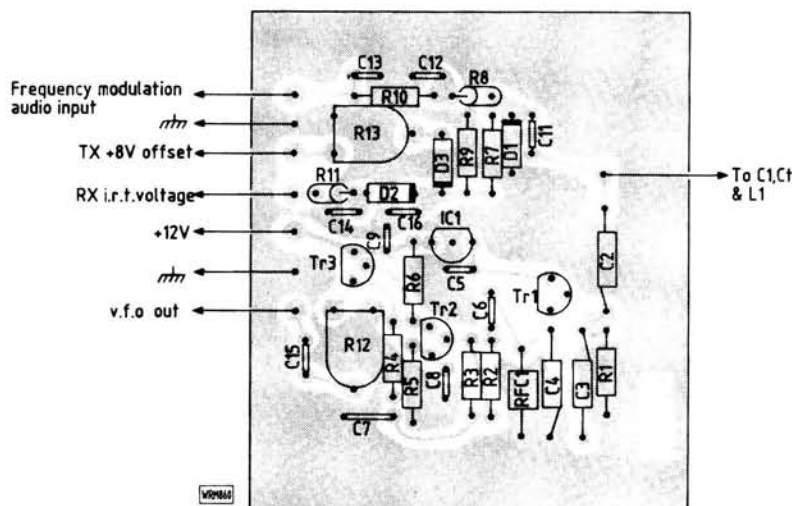 Frequency modulation
audio input
TX +8V offset
RX i.r.t. voltage
+12V
v.f.o out
C13
C12
R8
R10
R13
D3
R9
R7
D1
C11
To C1,Ct
& L1
R11
D2
C14
C16
C9
IC1
Tr3
C5
R6
Tr1
C2
Tr2
C6
R12
C15
R4
R5
C8
R3
R2
RFC1
C4
C3
R1
C7
WRM860